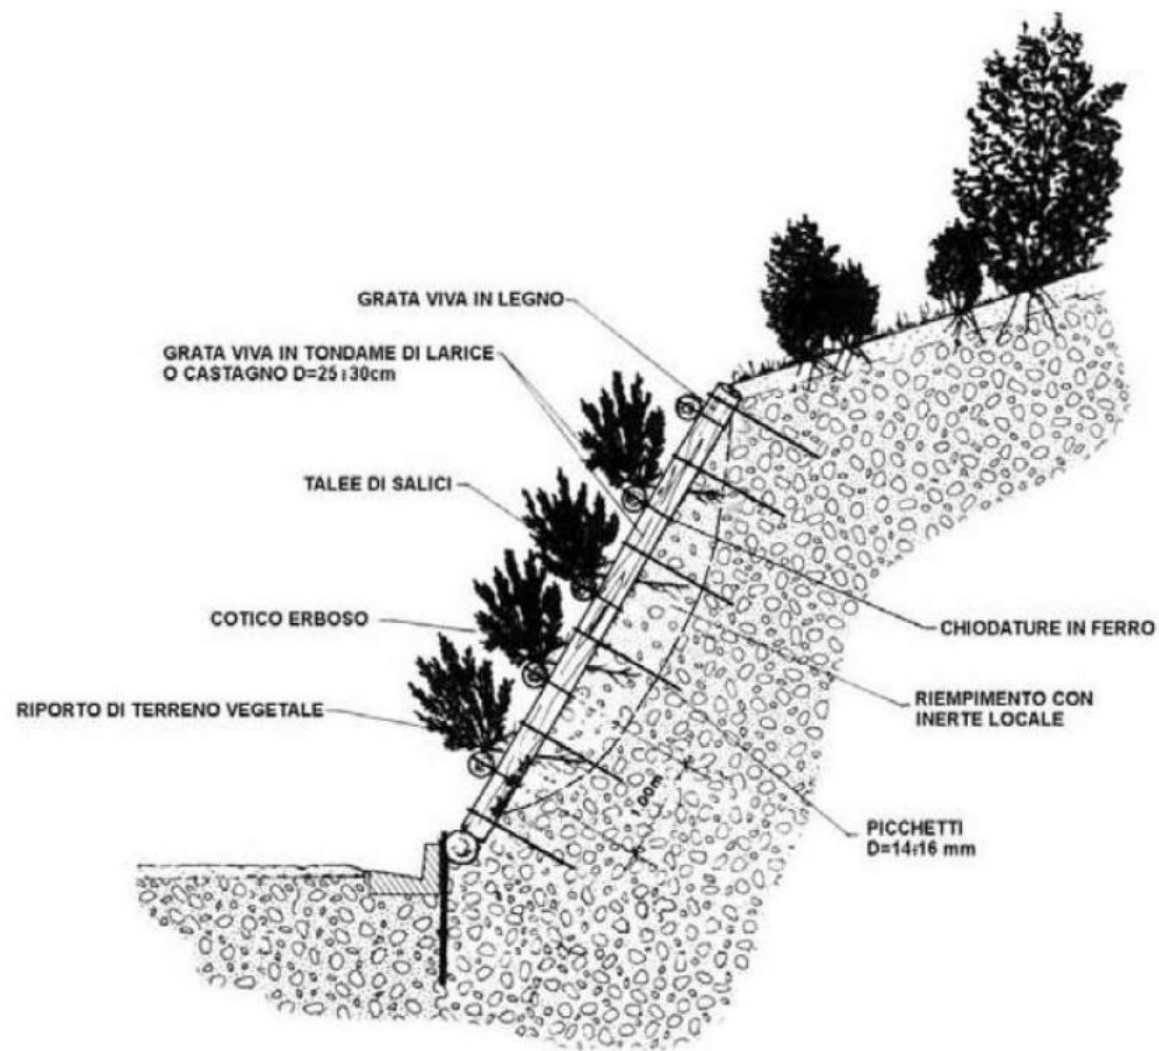 GRATA VIVA IN LEGNO
GRATA VIVA IN TONDAME DI LARICE
O CASTAGNO D=25÷30cm
TALEE DI SALICI
COTICO ERBOSO
RIPORTO DI TERRENO VEGETALE
CHIODATURE IN FERRO
RIEMPIMENTO CON
INERTE LOCALE
1.00m
PICCHETTI
D=14÷16 mm